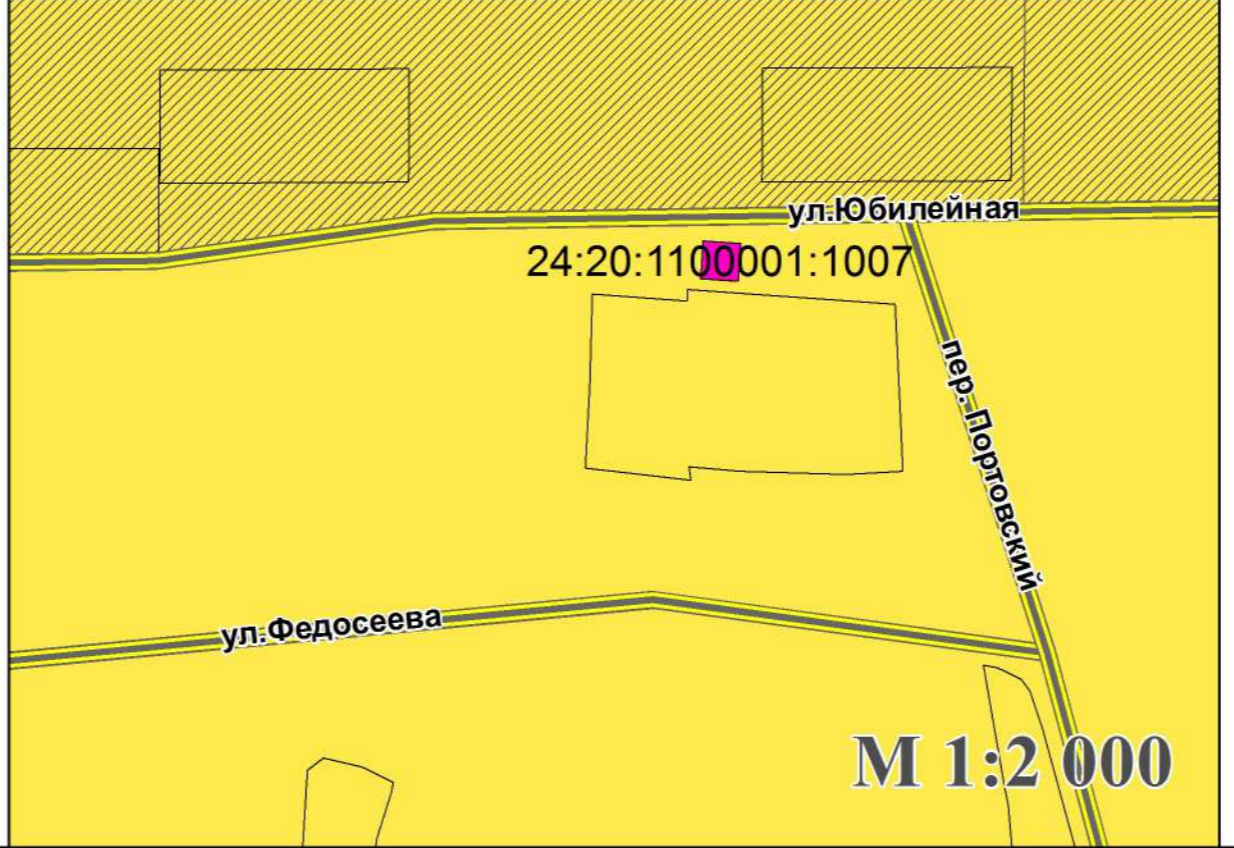 ул.Юбилейная
24:20:1100001:1007
пер. Портовский
ул.Федосеева
М 1:2 000